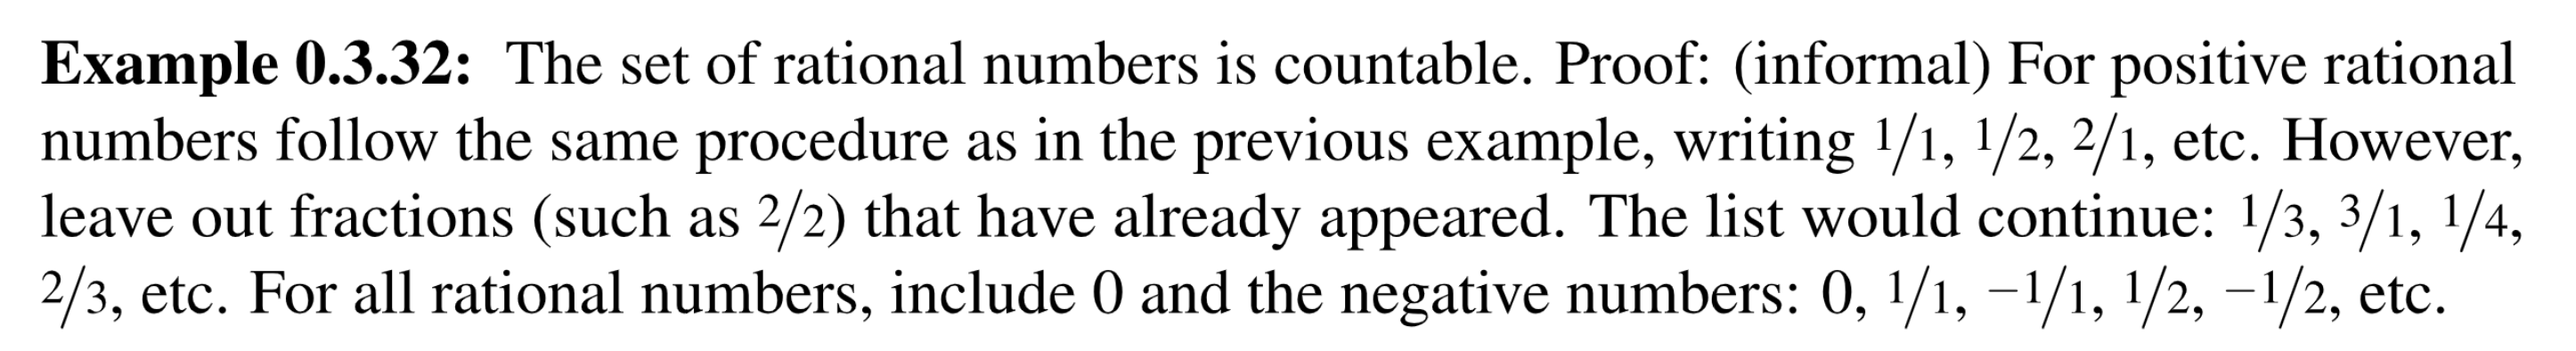 Example 0.3.32: The set of rational numbers is countable. Proof: (informal) For positive rational
numbers follow the same procedure as in the previous example, writing 1/1, 1/2, 2/1, etc. However,
leave out fractions (such as 2/2) that have already appeared. The list would continue: 1/3, 3/1, 1/4,
2/3, etc. For all rational numbers, include 0 and the negative numbers: 0, 1/1, −1/1, 1/2, −1/2, etc.